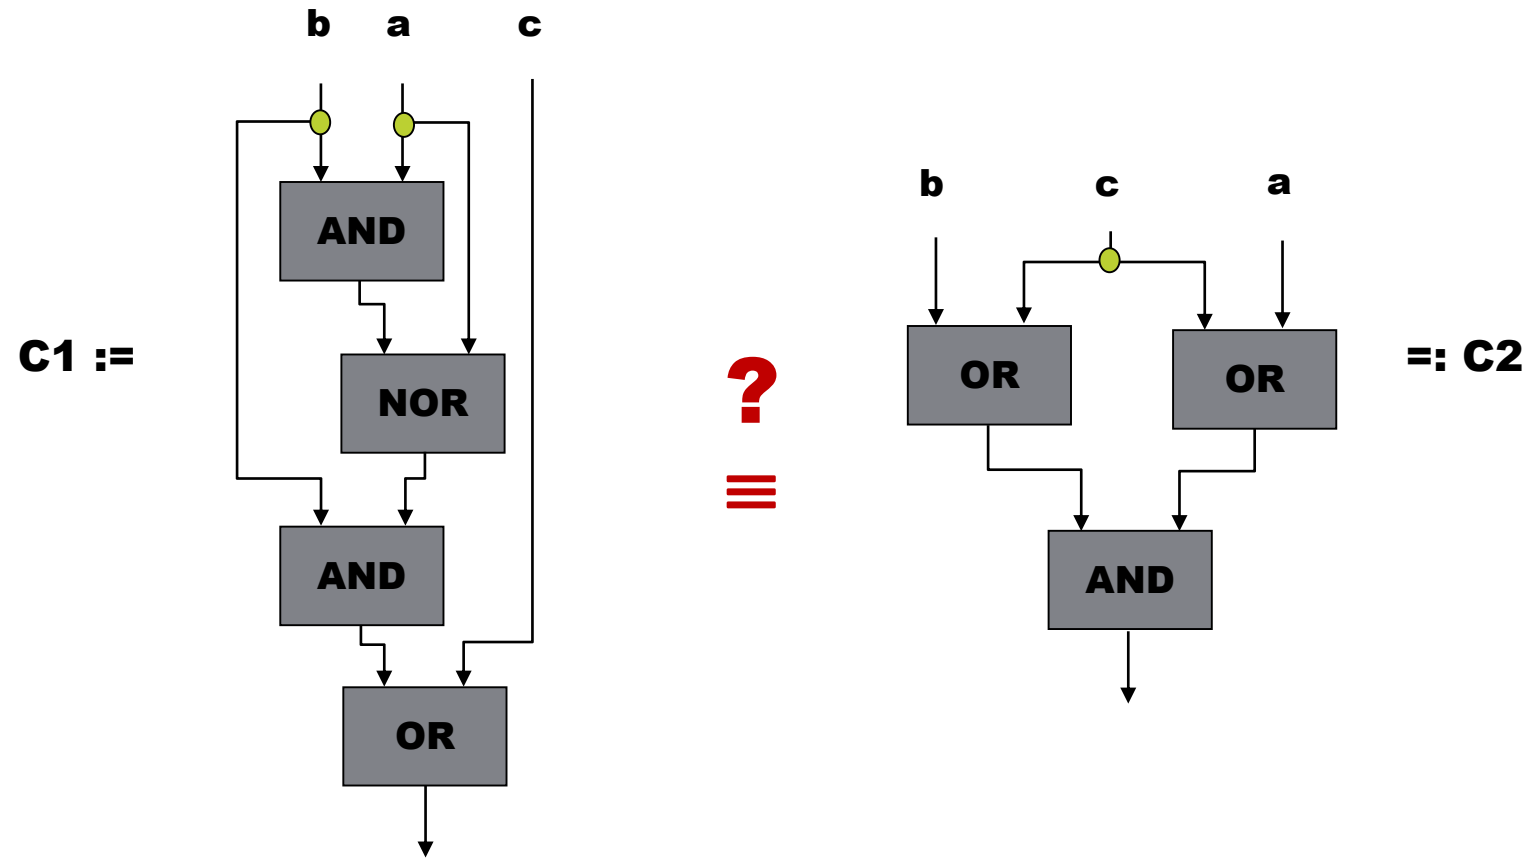 b a c
AND
NOR
AND
OR
C1 :=
?
≡
b c a
OR OR
AND
=: C2